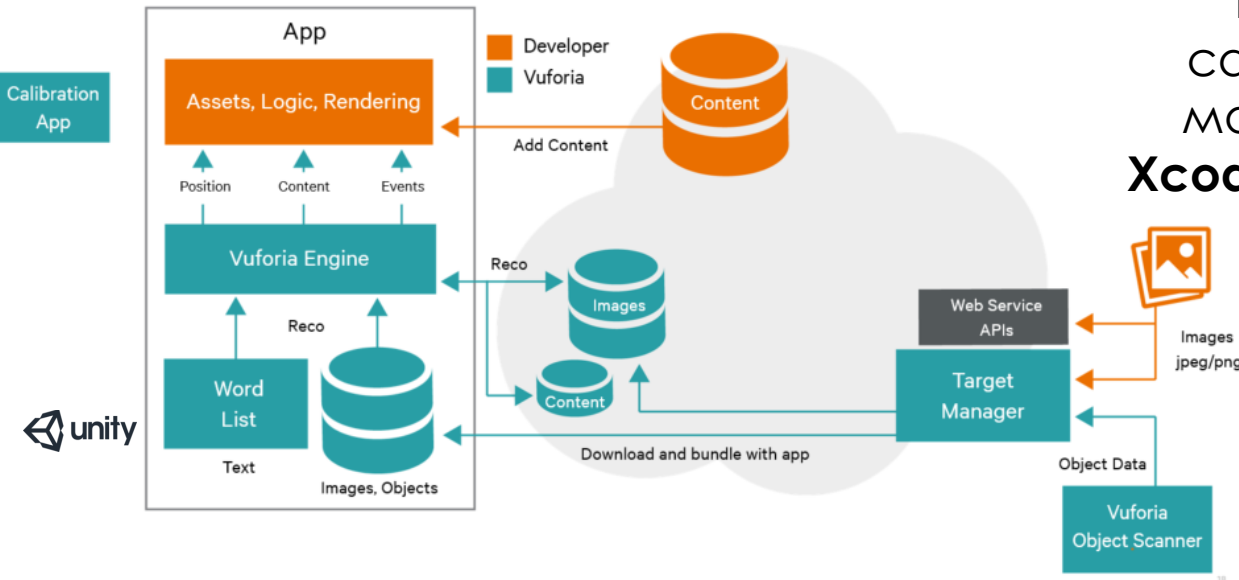 App
Developer
Vuforia
Calibration
App
Assets, Logic, Rendering
Content
Add Content
Position
Content
Events
Vuforia Engine
Reco
Images
Reco
Content
Word
List
Text
Images, Objects
unity
Download and bundle with app
Web Service
APIs
Target
Manager
Images
jpeg/png
Object Data
Vuforia
Object Scanner